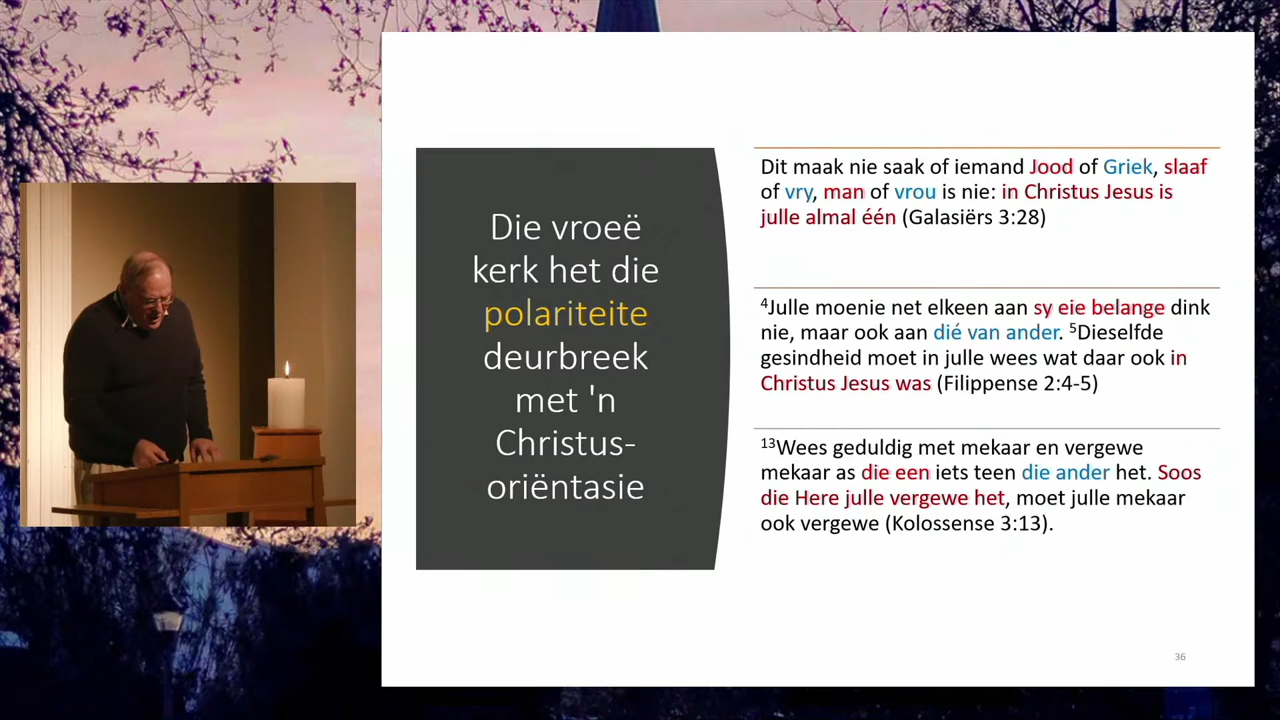 Die vroeë
kerk het die
polariteite
deurbreek
met 'n
Christus-
oriëntasie
Dit maak nie saak of iemand Jood of Griek, slaaf
of vry, man of vrou is nie: in Christus Jesus is
julle almal één (Galasiërs 3:28)
⁴Julle moenie net elkeen aan sy eie belange dink
nie, maar ook aan dié van ander. ⁵Dieselfde
gesindheid moet in julle wees wat daar ook in
Christus Jesus was (Filippense 2:4-5)
¹³Wees geduldig met mekaar en vergewe
mekaar as die een iets teen die ander het. Soos
die Here julle vergewe het, moet julle mekaar
ook vergewe (Kolossense 3:13).
36